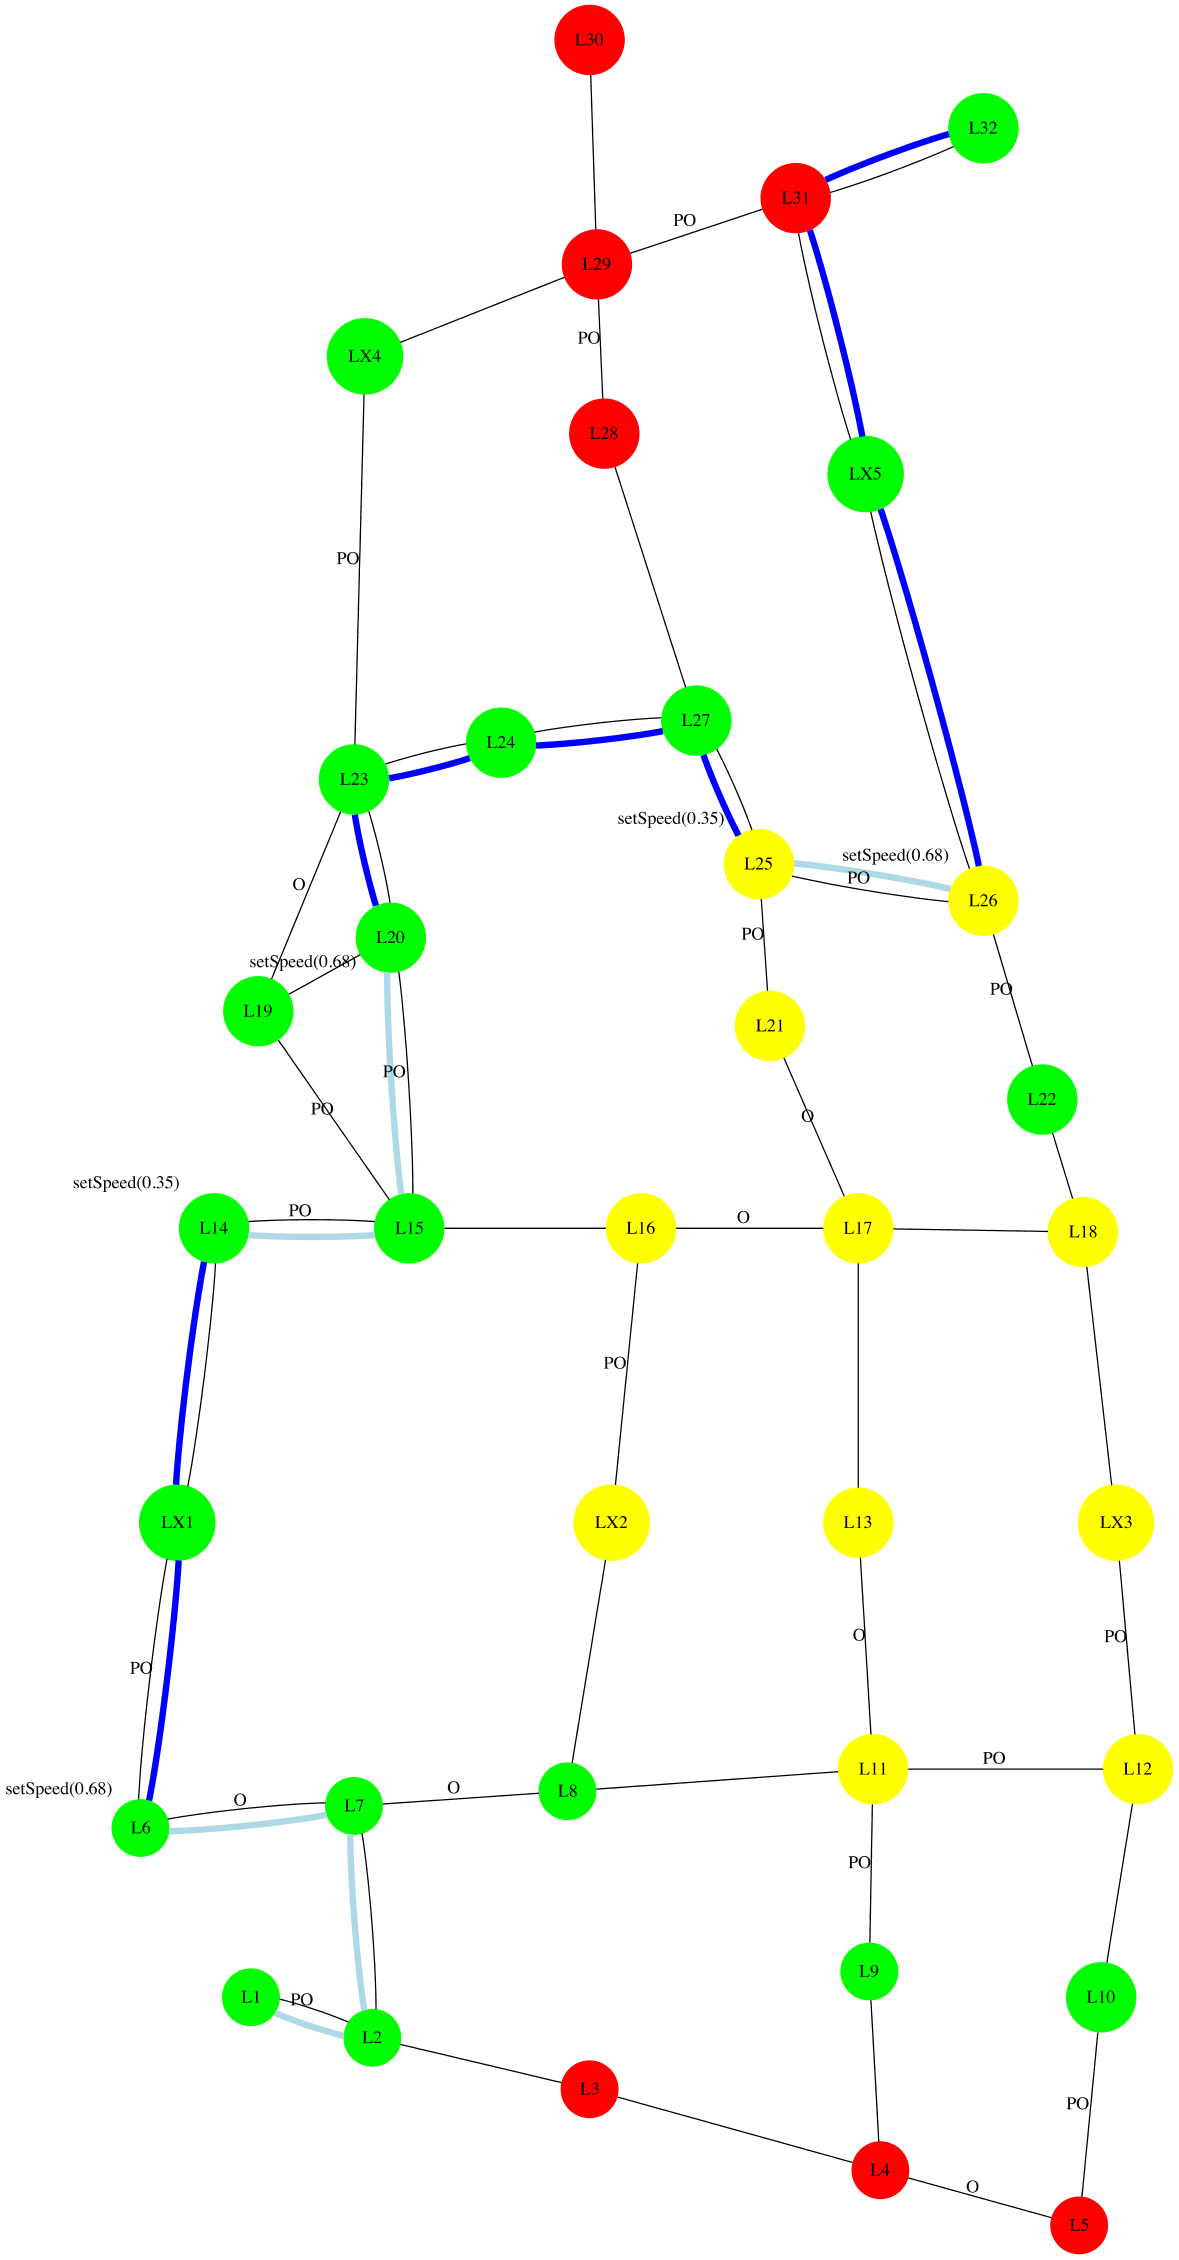 L30
L32
L31
PO
L29
PO
LX4
L28
LX5
PO
L27
L24
L23
setSpeed(0.35)
setSpeed(0.68)
L25
PO
O
L26
PO
L20
setSpeed(0.68)
PO
L19
L21
PO
L22
PO
O
setSpeed(0.35)
PO
O
L14
L15
L16
L17
L18
PO
LX1
LX2
L13
LX3
O
PO
PO
PO
L11
L12
setSpeed(0.68)
O
O
L8
L7
L6
PO
L9
L1
PO
L10
L2
L3
PO
L4
O
L5